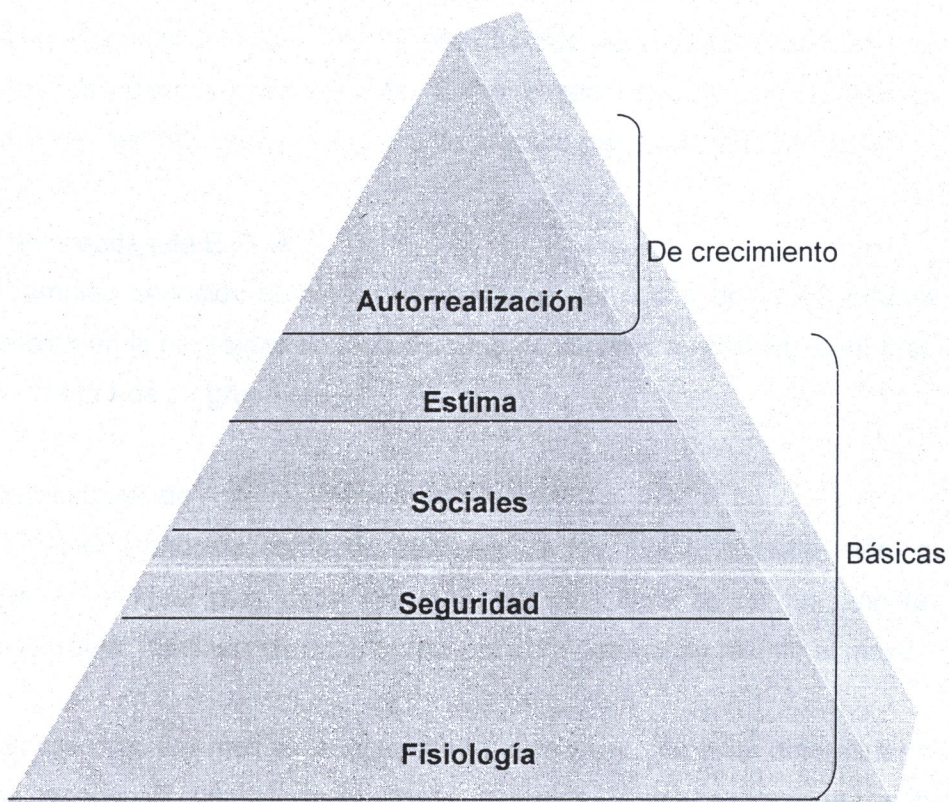 De crecimiento
Autorrealización
Estima
Sociales
Básicas
Seguridad
Fisiología